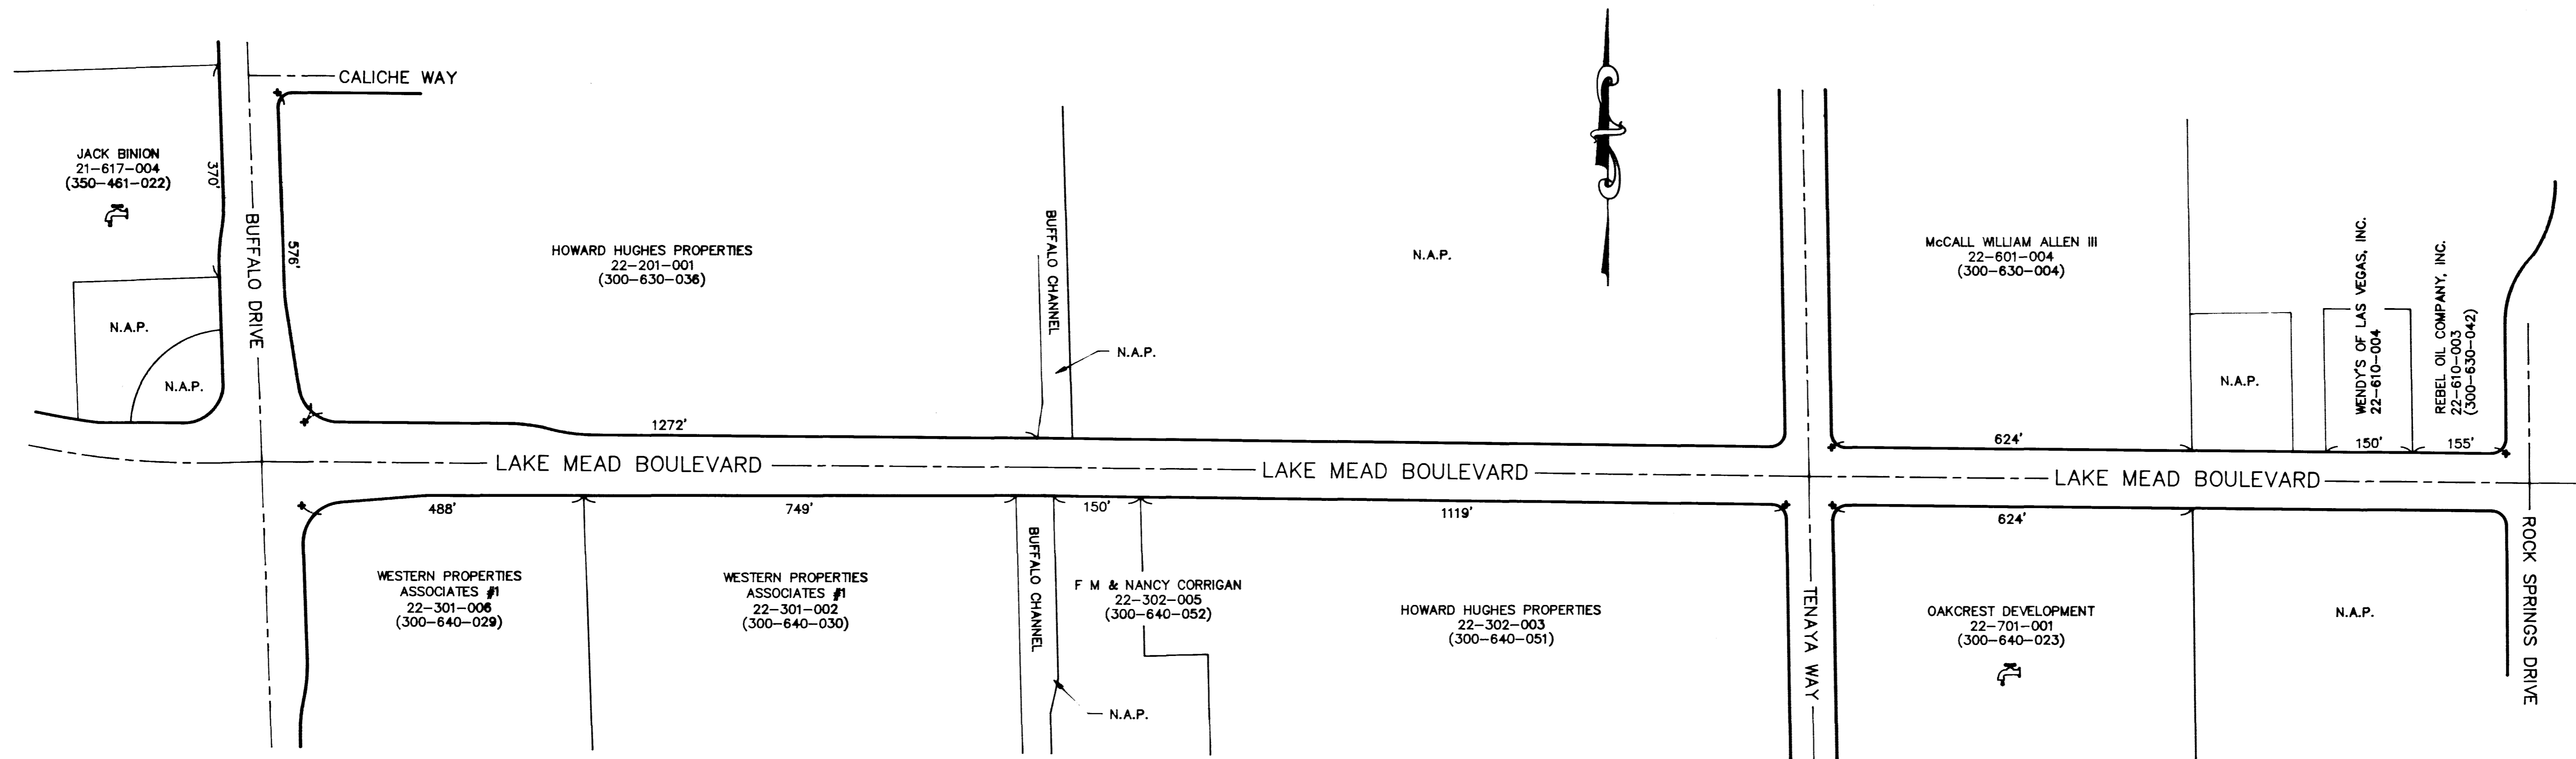 CALICHE WAY
JACK BINION
21-617-004
(350-461-022)
370'
BUFFALO DRIVE
576'
N.A.P.
N.A.P.
HOWARD HUGHES PROPERTIES
22-201-001
(300-630-036)
BUFFALO CHANNEL
N.A.P.
N.A.P.
McCALL WILLIAM ALLEN III
22-601-004
(300-630-004)
N.A.P.
WENDY'S OF LAS VEGAS, INC.
22-610-004
REBEL OIL COMPANY, INC.
22-610-003
(300-630-042)
1272'
624'
150'
155'
LAKE MEAD BOULEVARD
LAKE MEAD BOULEVARD
LAKE MEAD BOULEVARD
488'
749'
150'
1119'
624'
WESTERN PROPERTIES
ASSOCIATES #1
22-301-006
(300-640-029)
WESTERN PROPERTIES
ASSOCIATES #1
22-301-002
(300-640-030)
BUFFALO CHANNEL
F M & NANCY CORRIGAN
22-302-005
(300-640-052)
N.A.P.
HOWARD HUGHES PROPERTIES
22-302-003
(300-640-051)
TENAYA WAY
OAKCREST DEVELOPMENT
22-701-001
(300-640-023)
N.A.P.
ROCK SPRINGS DRIVE